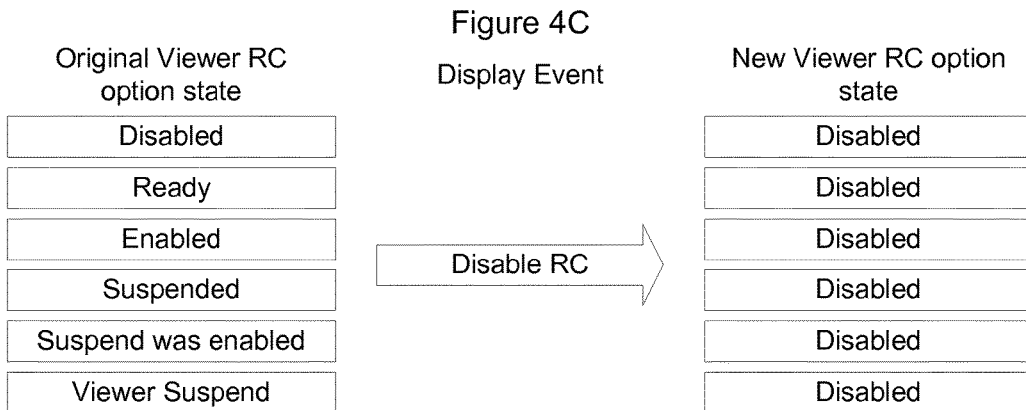 Figure 4C
Original Viewer RC
option state
Display Event
New Viewer RC option
state
Disabled
Disabled
Ready
Disabled
Enabled
Disabled
Disable RC
Suspended
Disabled
Suspend was enabled
Disabled
Viewer Suspend
Disabled